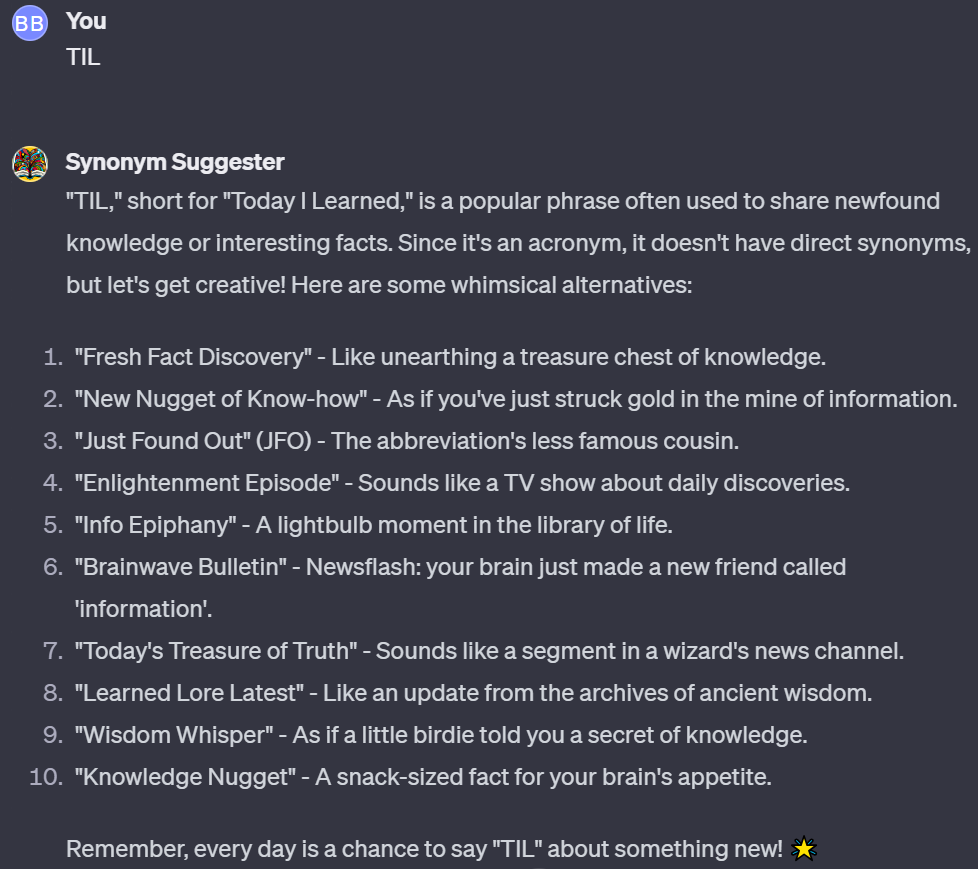 BB You
TIL
Synonym Suggester
"TIL," short for "Today I Learned," is a popular phrase often used to share newfound
knowledge or interesting facts. Since it's an acronym, it doesn't have direct synonyms,
but let's get creative! Here are some whimsical alternatives:
1. "Fresh Fact Discovery" - Like unearthing a treasure chest of knowledge.
2. "New Nugget of Know-how" - As if you've just struck gold in the mine of information.
3. "Just Found Out" (JFO) - The abbreviation's less famous cousin.
4. "Enlightenment Episode" - Sounds like a TV show about daily discoveries.
5. "Info Epiphany" - A lightbulb moment in the library of life.
6. "Brainwave Bulletin" - Newsflash: your brain just made a new friend called
'information'.
7. "Today's Treasure of Truth" - Sounds like a segment in a wizard's news channel.
8. "Learned Lore Latest" - Like an update from the archives of ancient wisdom.
9. "Wisdom Whisper" - As if a little birdie told you a secret of knowledge.
10. "Knowledge Nugget" - A snack-sized fact for your brain's appetite.
Remember, every day is a chance to say "TIL" about something new! 🌟